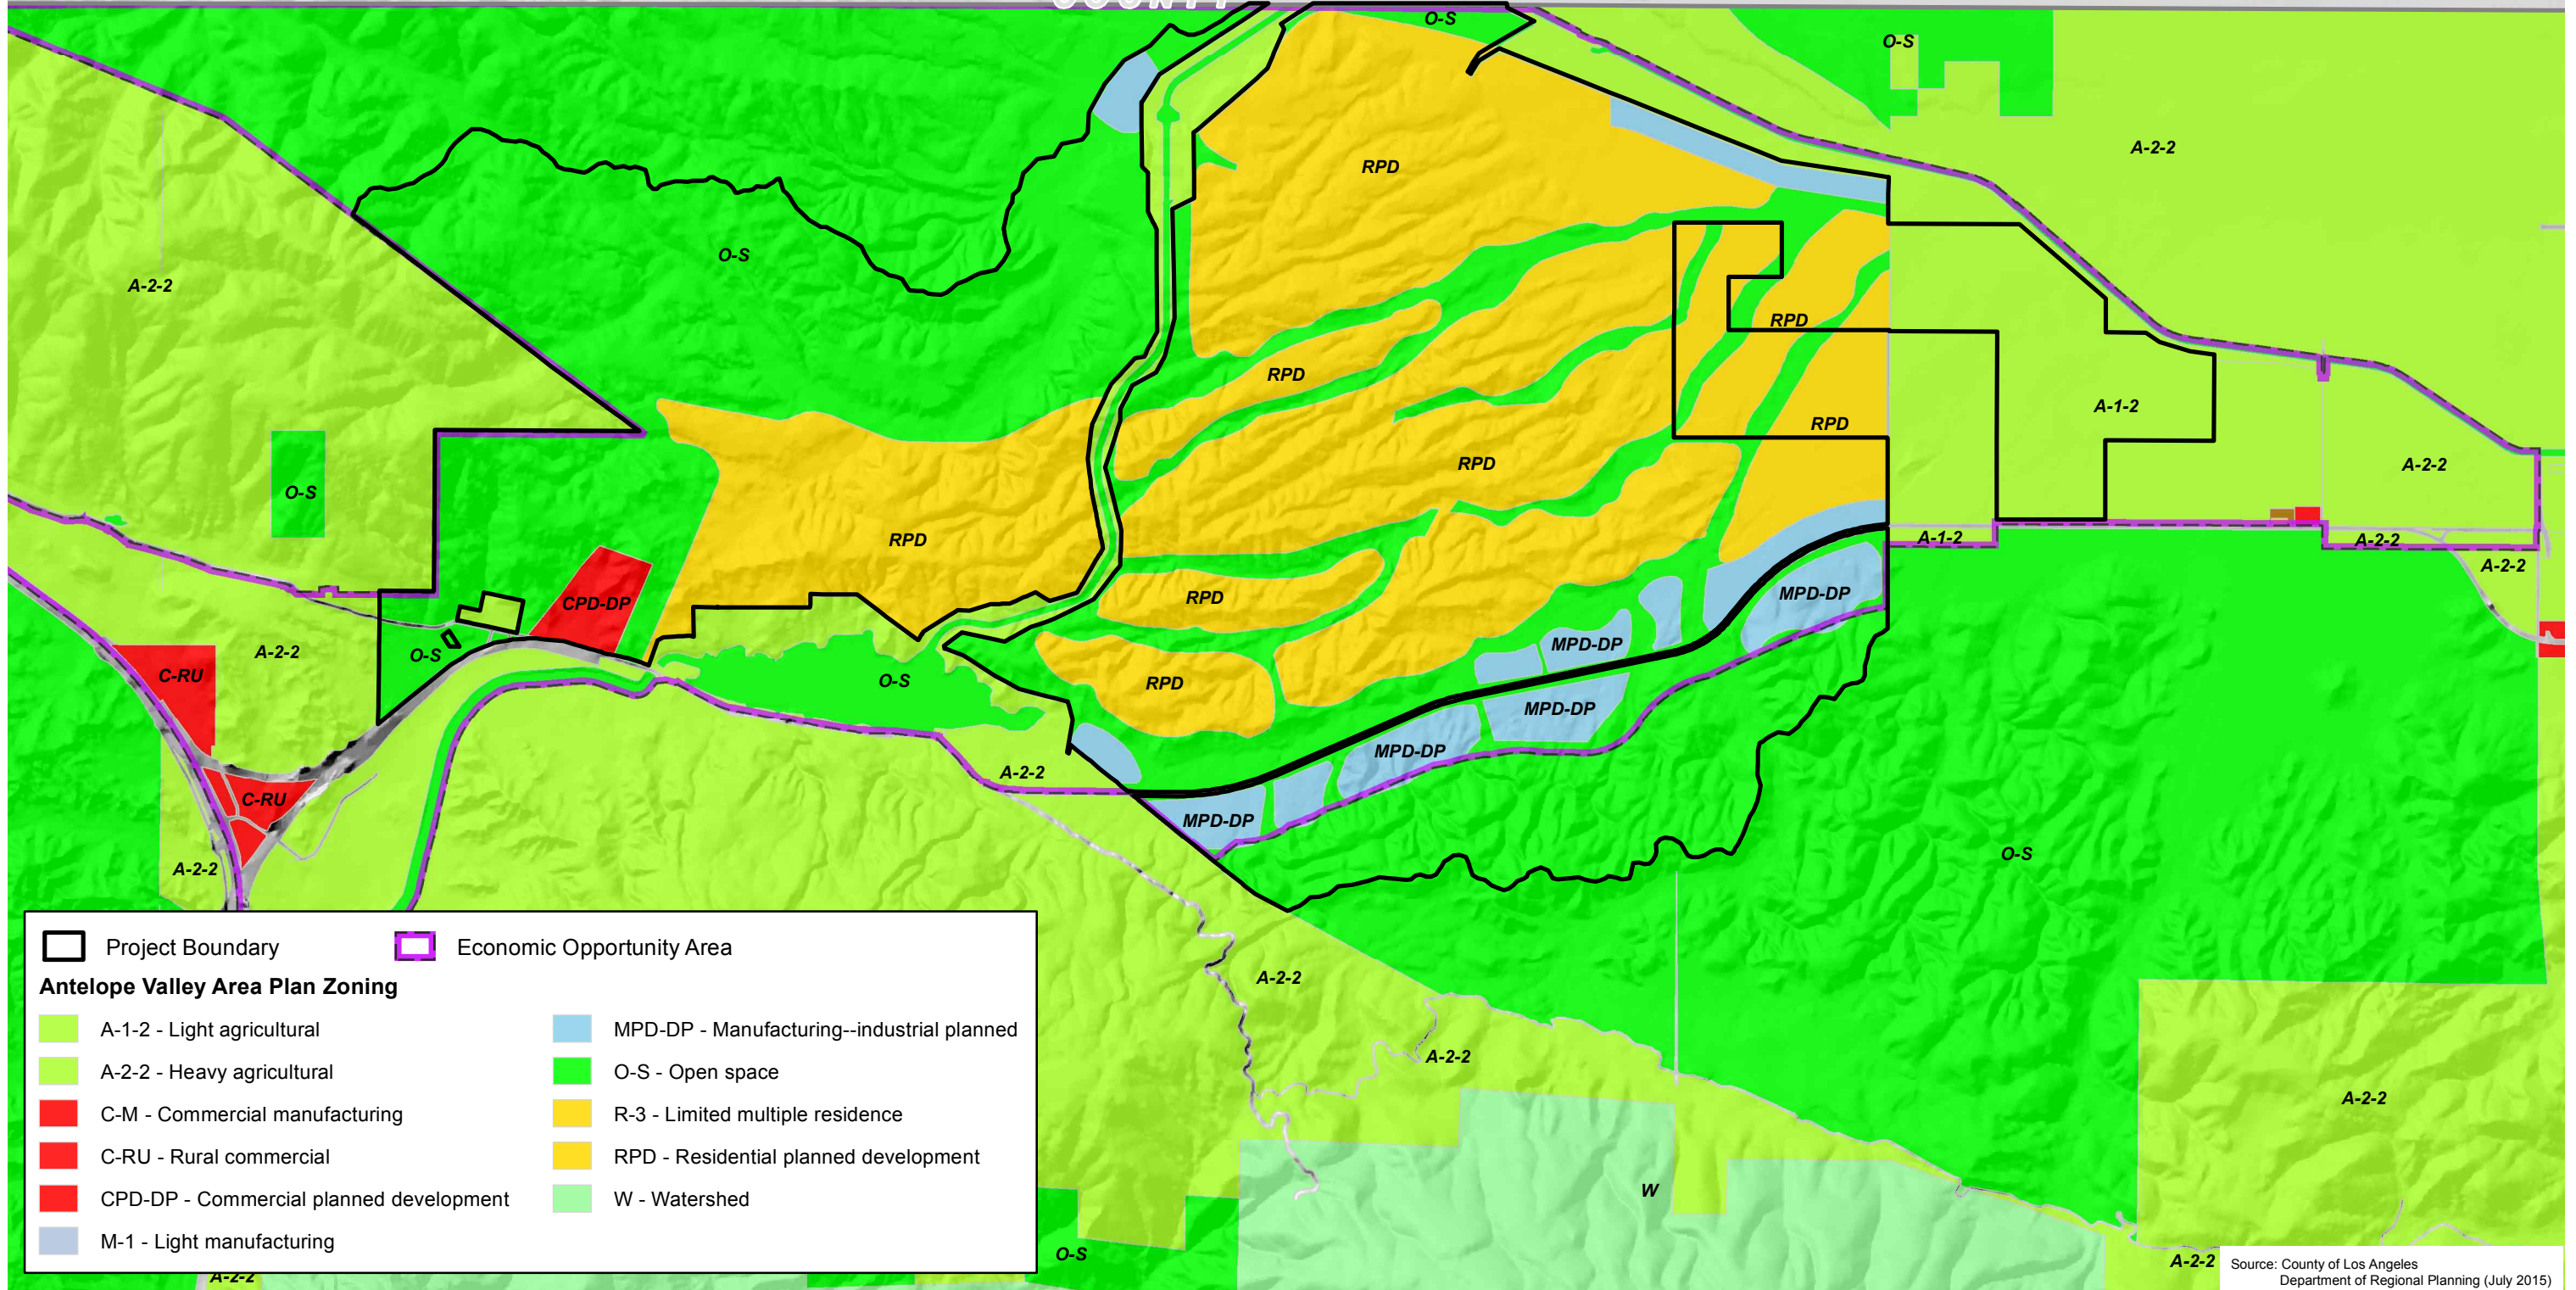 COUNTY
O-S
O-S
A-2-2
RPD
O-S
A-2-2
RPD
RPD
A-1-2
RPD
RPD
A-2-2
O-S
RPD
A-1-2
A-2-2
A-2-2
CPD-DP
RPD
MPD-DP
MPD-DP
A-2-2
O-S
C-RU
O-S
RPD
MPD-DP
MPD-DP
A-2-2
C-RU
MPD-DP
O-S
A-2-2
A-2-2
A-2-2
A-2-2
W
O-S
A-2-2
A-2-2
Project Boundary
Economic Opportunity Area
Antelope Valley Area Plan Zoning
A-1-2 - Light agricultural
A-2-2 - Heavy agricultural
C-M - Commercial manufacturing
C-RU - Rural commercial
CPD-DP - Commercial planned development
M-1 - Light manufacturing
MPD-DP - Manufacturing--industrial planned
O-S - Open space
R-3 - Limited multiple residence
RPD - Residential planned development
W - Watershed
Source: County of Los Angeles
Department of Regional Planning (July 2015)